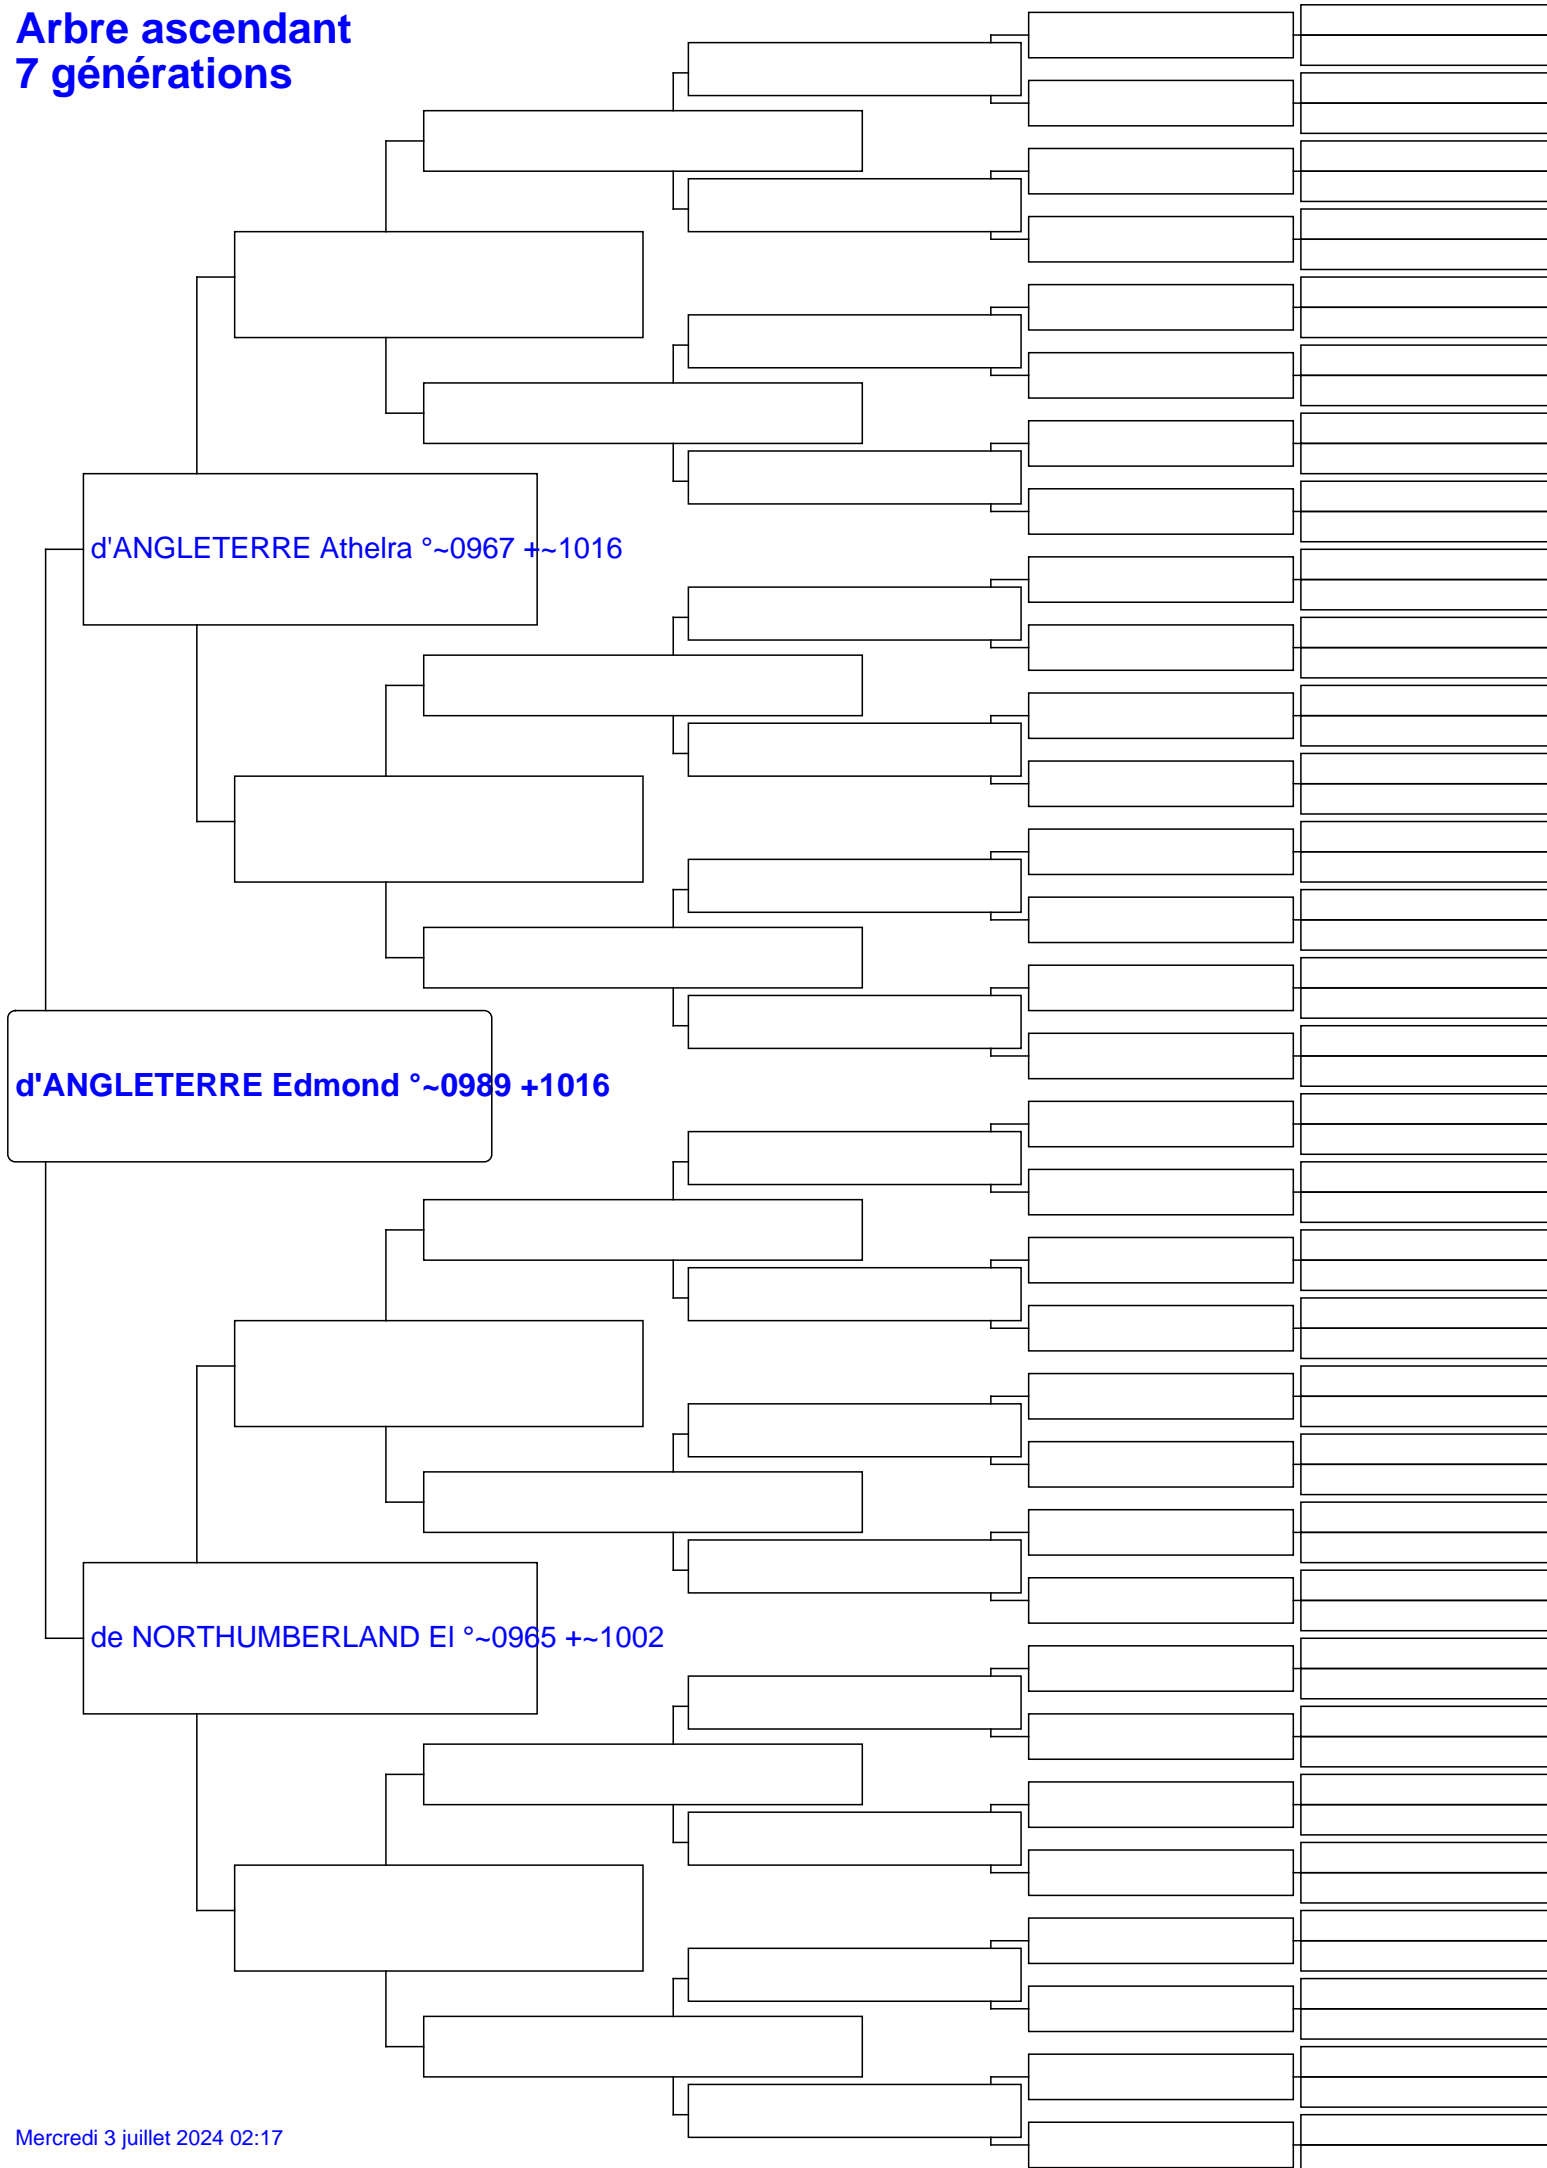 Arbre ascendant
7 générations
d'ANGLETERRE Athelra °~0967 +~1016
d'ANGLETERRE Edmond °~0989 +1016
de NORTHUMBERLAND El °~0965 +~1002
Mercredi 3 juillet 2024 02:17